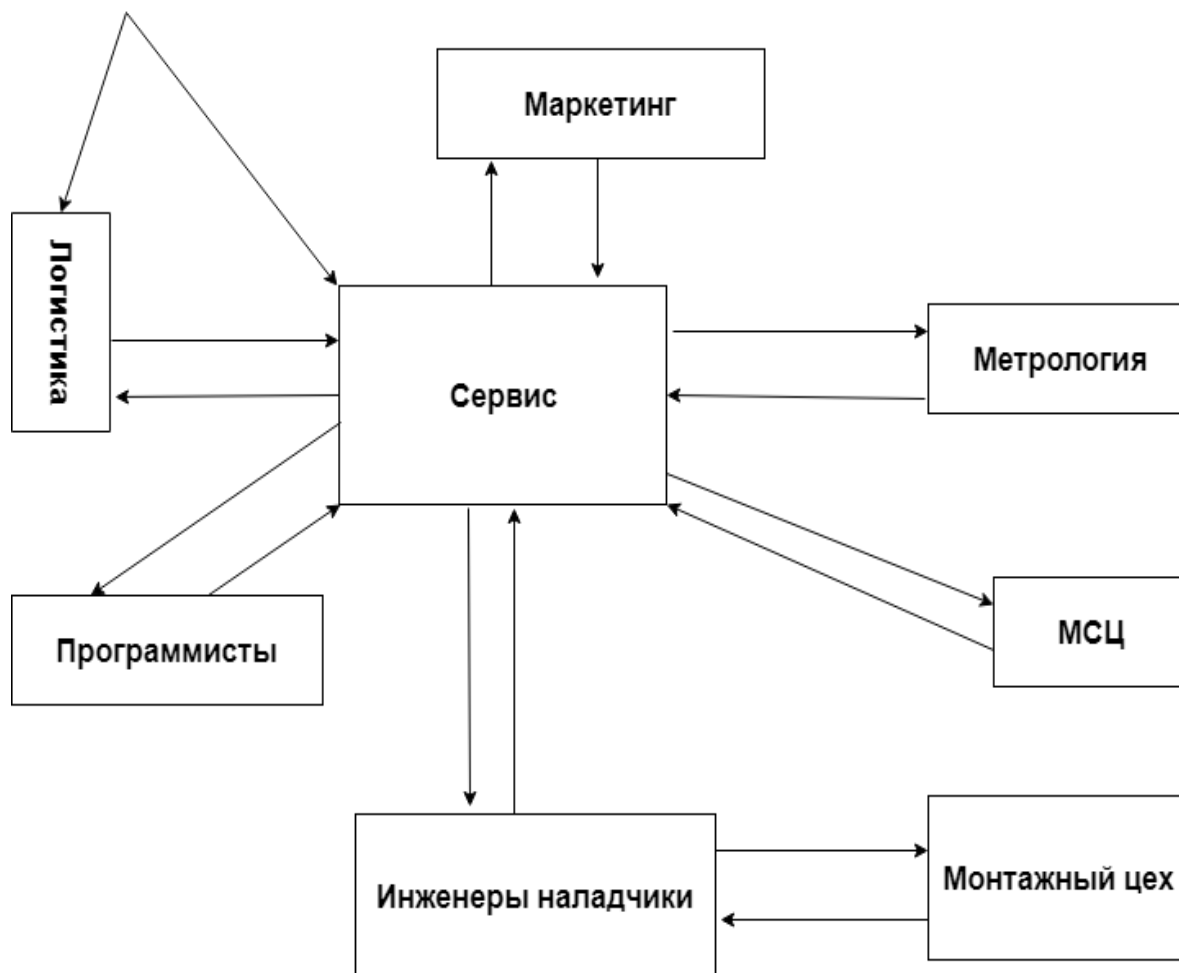 Маркетинг
Логистика
Сервис
Метрология
Программисты
МСЦ
Инженеры наладчики
Монтажный цех